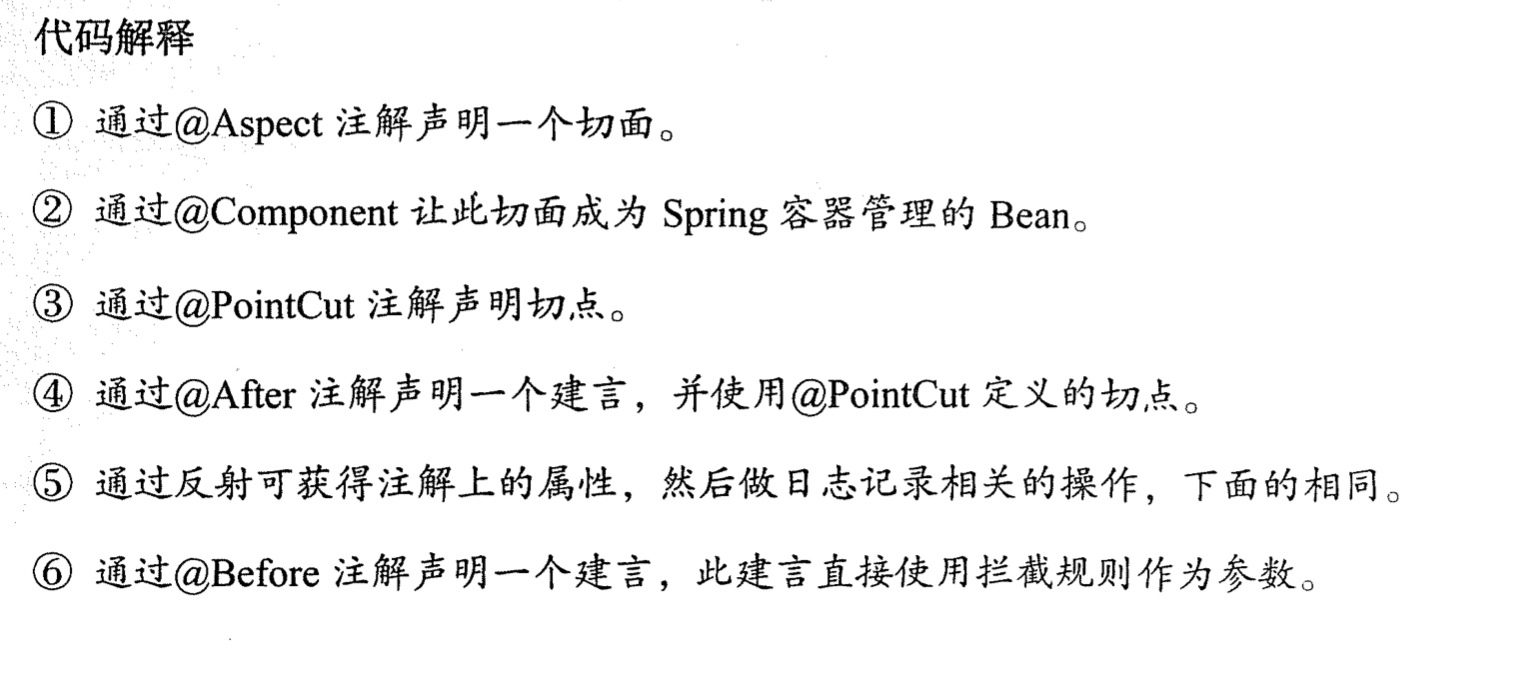 代码解释
① 通过@Aspect 注解声明一个切面。
② 通过@Component 让此切面成为 Spring 容器管理的 Bean。
③ 通过@PointCut 注解声明切点。
④ 通过@After 注解声明一个建言，并使用@PointCut 定义的切点。
⑤ 通过反射可获得注解上的属性，然后做日志记录相关的操作，下面的相同。
⑥ 通过@Before 注解声明一个建言，此建言直接使用拦截规则作为参数。